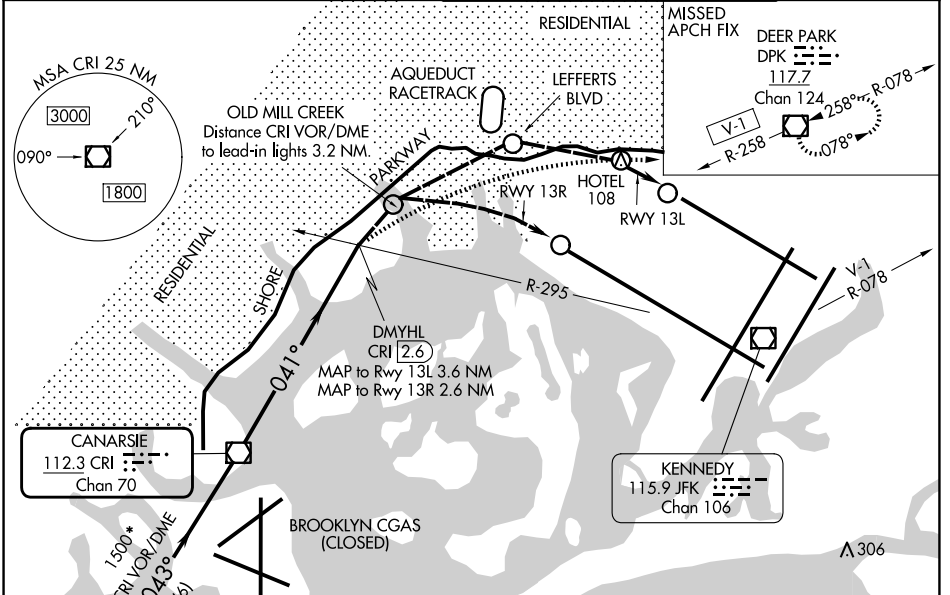 RESIDENTIAL
MISSED
APCH FIX
DEER PARK
DPK
117.7
Chan 124
V-1
R-258
258°
R-078
078°
MSA CRI 25 NM
3000
210°
090°
1800
AQUEDUCT
RACETRACK
LEFFERTS
BLVD
OLD MILL CREEK
Distance CRI VOR/DME
to lead-in lights 3.2 NM
PARKWAY
HOTEL
108
RWY 13R
RWY 13L
RESIDENTIAL
SHORE
R-295
V-1
R-078
DMYHL
CRI 2.6
MAP to Rwy 13L 3.6 NM
MAP to Rwy 13R 2.6 NM
041°
CANARSIE
112.3 CRI
Chan 70
KENNEDY
115.9 JFK
Chan 106
BROOKLYN CGAS
(CLOSED)
1500*
CRI VOR/DME
043°
306